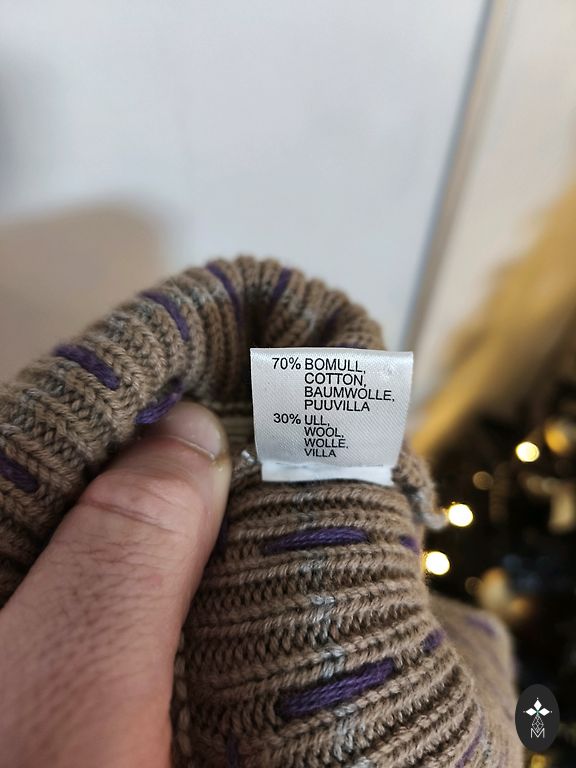 70% BOMULL,
COTTON,
BAUMWOLLE,
PUUVILLA
30% ULL,
WOOL,
WOLLE,
VILLA